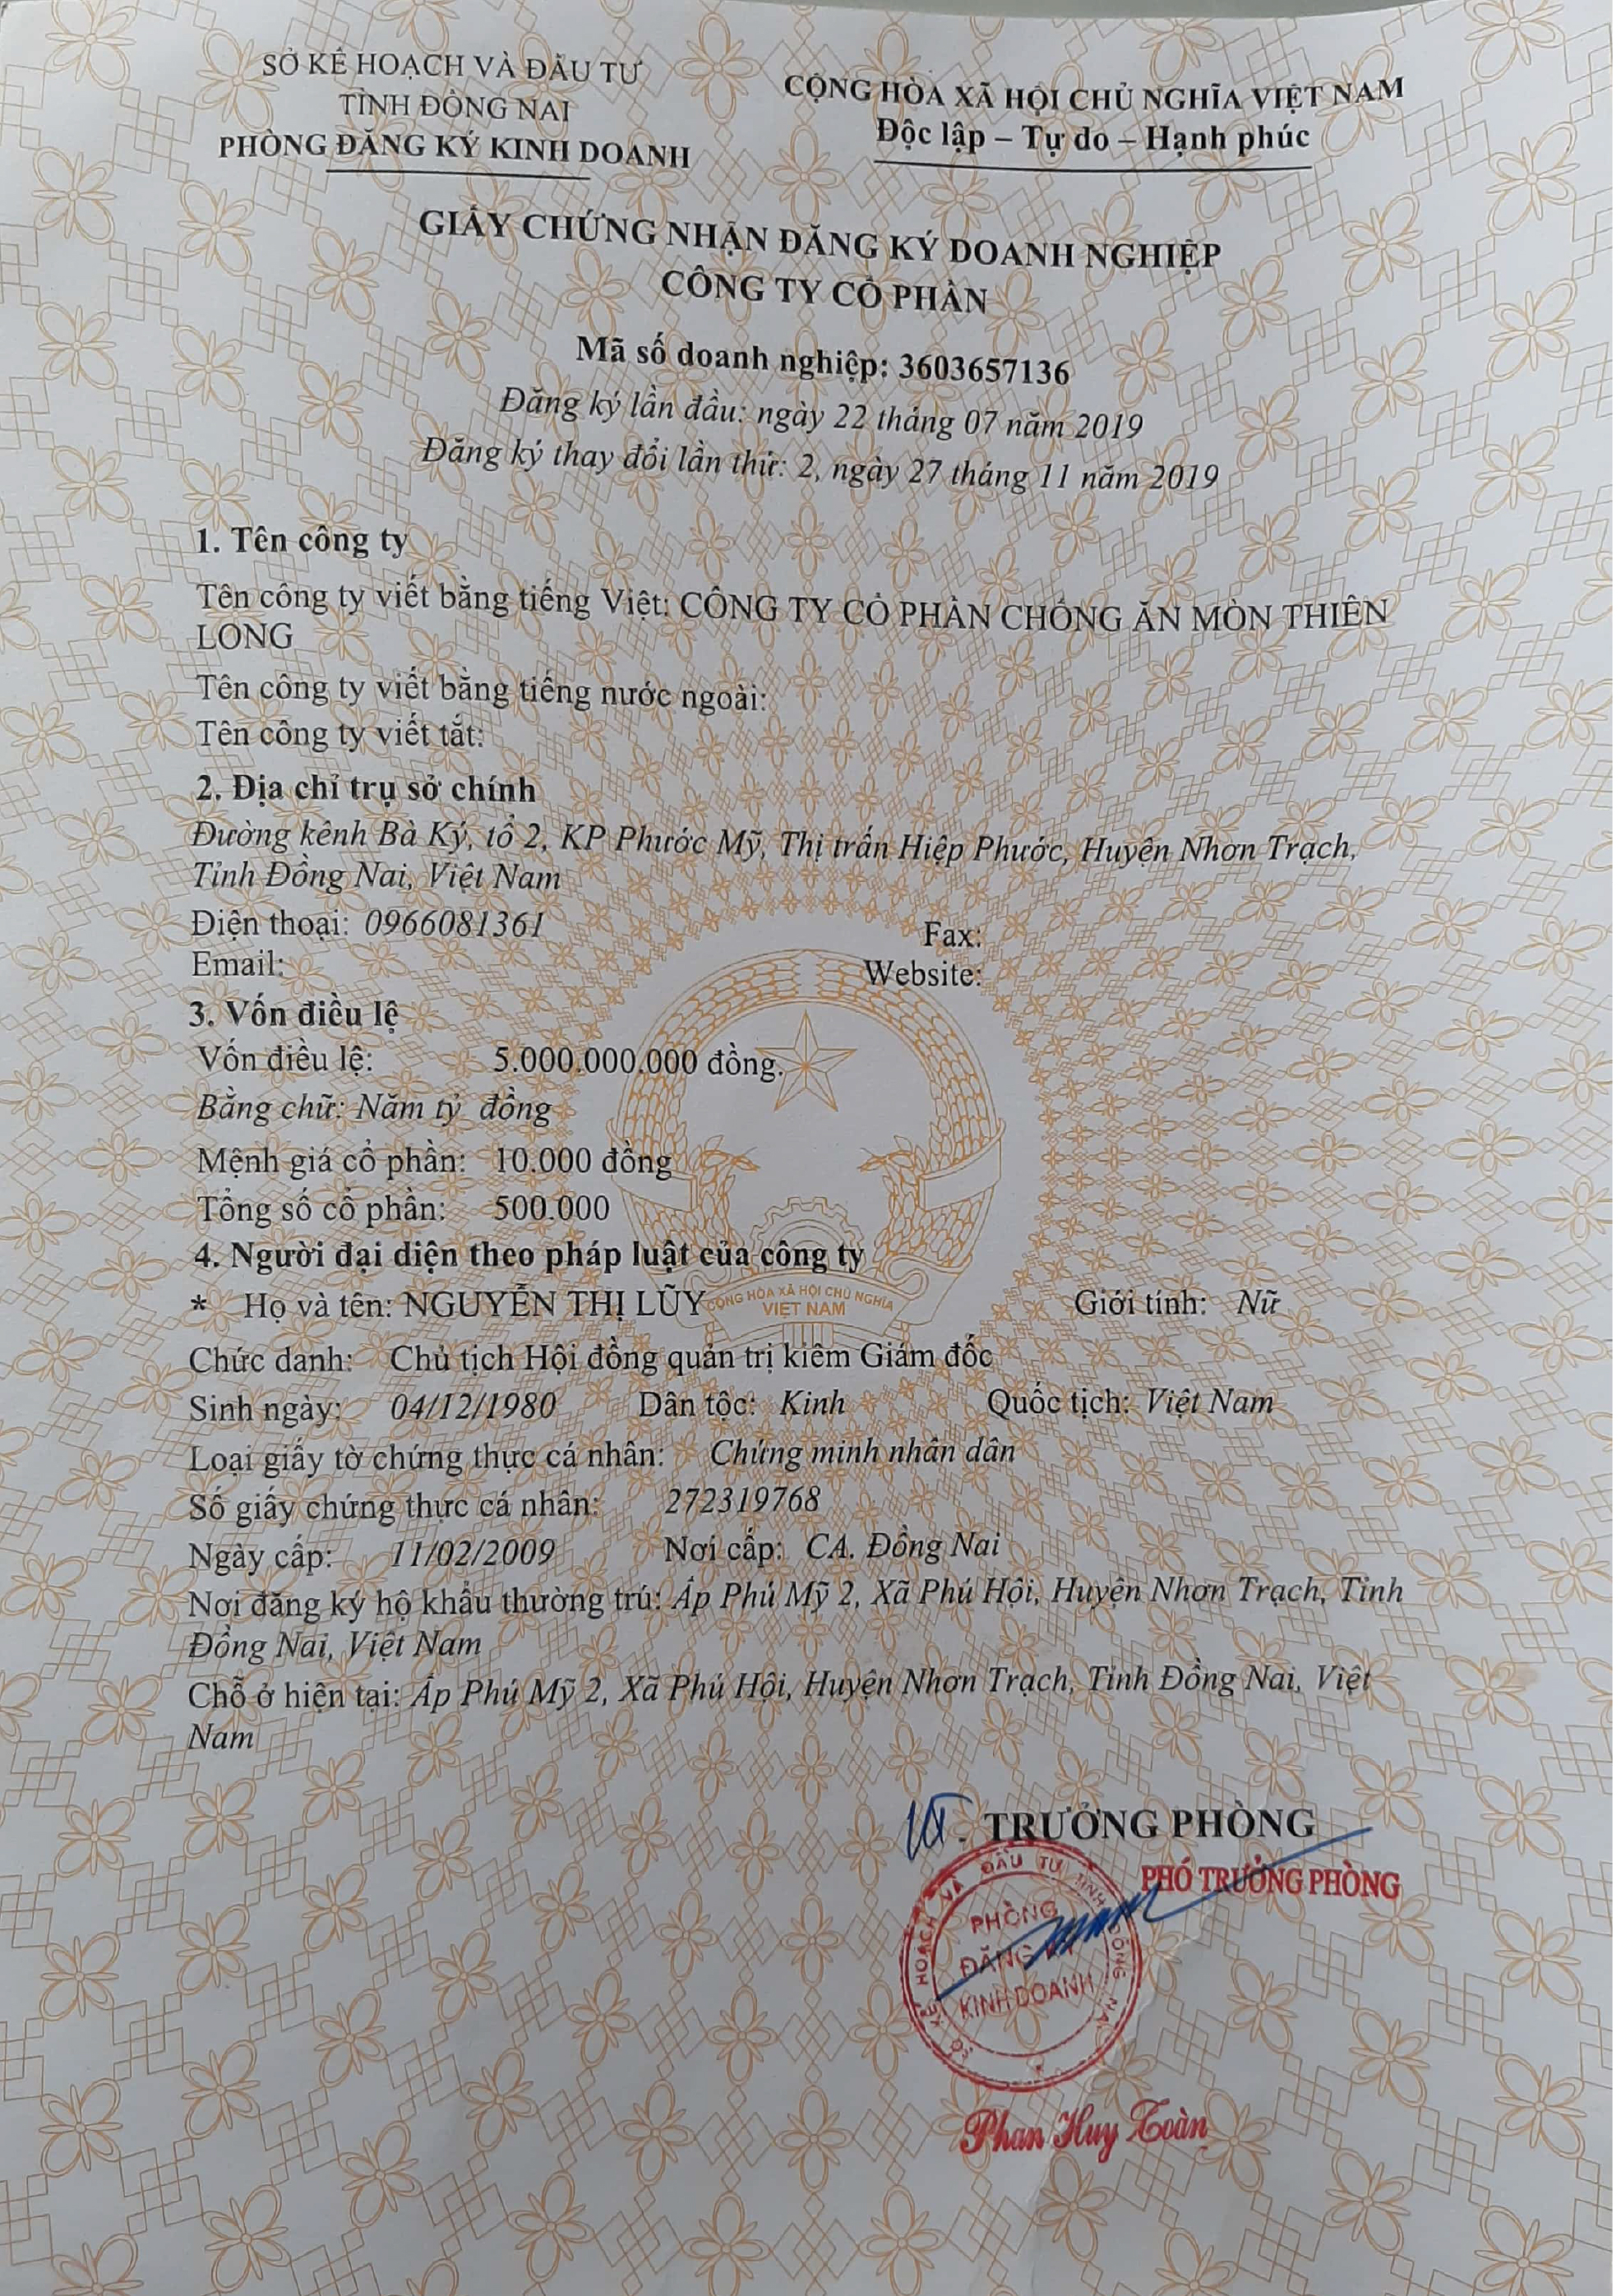 SỞ KẾ HOẠCH VÀ ĐẦU TƯ
TỈNH ĐỒNG NAI
PHÒNG ĐĂNG KÝ KINH DOANH
CỘNG HÒA XÃ HỘI CHỦ NGHĨA VIỆT NAM
Độc lập – Tự do – Hạnh phúc
GIẤY CHỨNG NHẬN ĐĂNG KÝ DOANH NGHIỆP
CÔNG TY CỔ PHẦN
Mã số doanh nghiệp: 3603657136
Đăng ký lần đầu: ngày 22 tháng 07 năm 2019
Đăng ký thay đổi lần thứ: 2, ngày 27 tháng 11 năm 2019
1. Tên công ty
Tên công ty viết bằng tiếng Việt: CÔNG TY CỔ PHẦN CHỐNG ĂN MÒN THIÊN
LONG
Tên công ty viết bằng tiếng nước ngoài:
Tên công ty viết tắt:
2. Địa chỉ trụ sở chính
Đường kênh Bà Ký, tổ 2, KP Phước Mỹ, Thị trấn Hiệp Phước, Huyện Nhơn Trạch,
Tỉnh Đồng Nai, Việt Nam
Điện thoại: 0966081361 Fax:
Email: Website:
3. Vốn điều lệ
Vốn điều lệ: 5.000.000.000 đồng.
Bằng chữ: Năm tỷ đồng
Mệnh giá cổ phần: 10.000 đồng
Tổng số cổ phần: 500.000
4. Người đại diện theo pháp luật của công ty
* Họ và tên: NGUYỄN THỊ LŨY Giới tính: Nữ
CỘNG HÒA XÃ HỘI CHỦ NGHĨA
VIỆT NAM
Chức danh: Chủ tịch Hội đồng quản trị kiêm Giám đốc
Sinh ngày: 04/12/1980 Dân tộc: Kinh Quốc tịch: Việt Nam
Loại giấy tờ chứng thực cá nhân: Chứng minh nhân dân
Số giấy chứng thực cá nhân: 272319768
Ngày cấp: 11/02/2009 Nơi cấp: CA. Đồng Nai
Nơi đăng ký hộ khẩu thường trú: Ấp Phú Mỹ 2, Xã Phú Hội, Huyện Nhơn Trạch, Tỉnh
Đồng Nai, Việt Nam
Chỗ ở hiện tại: Ấp Phú Mỹ 2, Xã Phú Hội, Huyện Nhơn Trạch, Tỉnh Đồng Nai, Việt
Nam
KT. TRƯỞNG PHÒNG
PHÓ TRƯỞNG PHÒNG
SỞ KẾ HOẠCH VÀ ĐẦU TƯ TỈNH ĐỒNG NAI
PHÒNG
ĐĂNG KÝ
KINH DOANH
Phan Huy Toàn